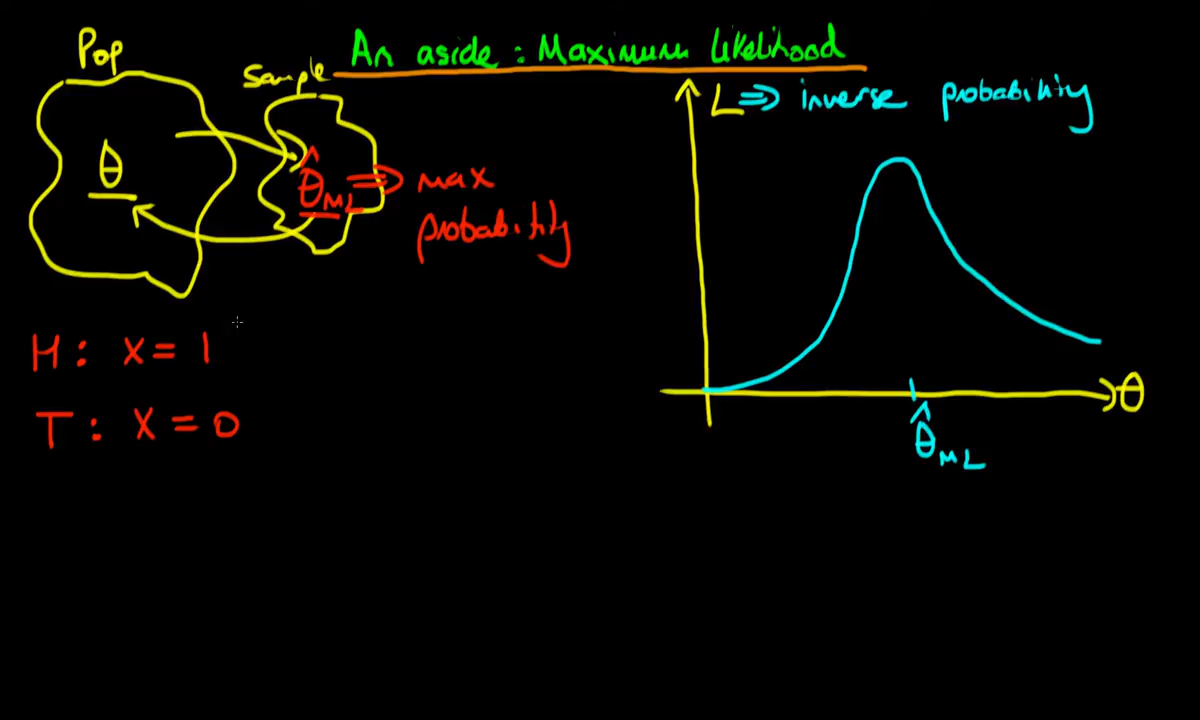 An aside : Maximum likelihood
Pop
Sample
θ
θ̂ML ⇒ max
probability
H : x = 1
T : X = 0
L ⇒ inverse probability
θ
θ̂ML